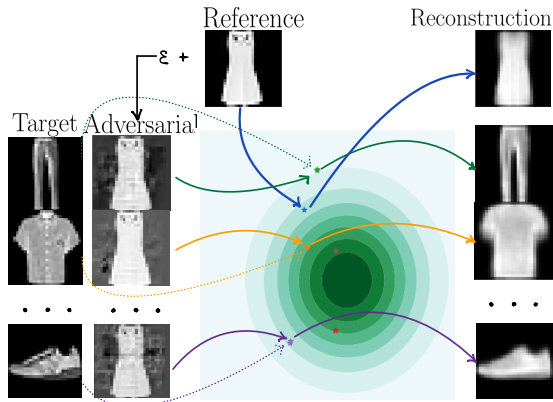 Reference
Reconstruction
ε +
Target
Adversarial